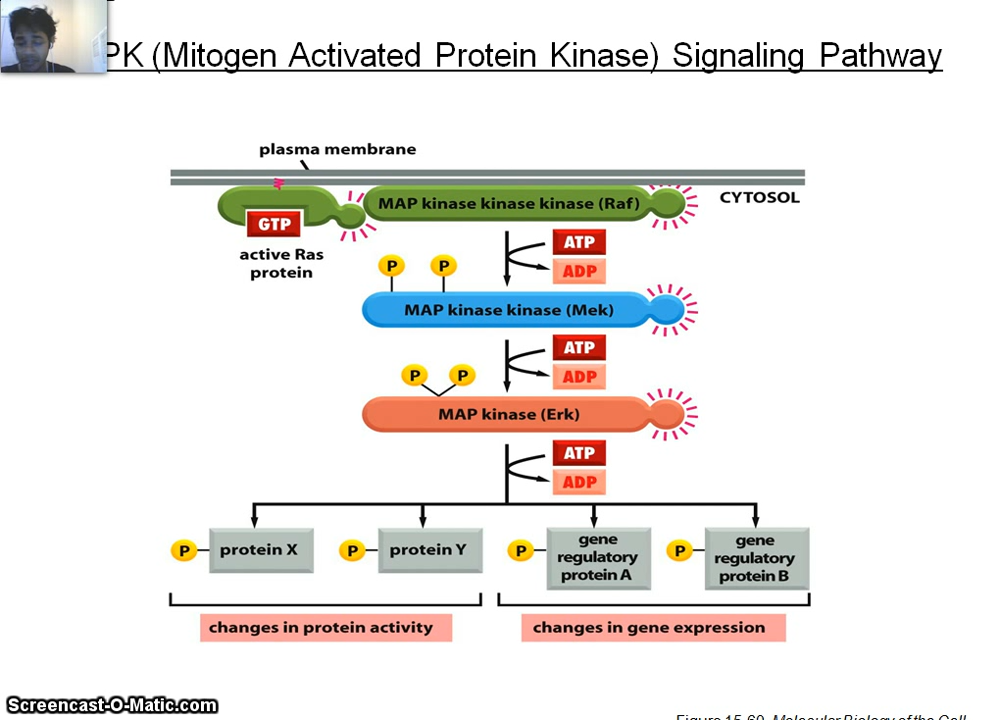 PK (Mitogen Activated Protein Kinase) Signaling Pathway
plasma membrane
CYTOSOL
MAP kinase kinase kinase (Raf)
GTP
active Ras
protein
ATP
ADP
P
P
MAP kinase kinase (Mek)
ATP
ADP
P
P
MAP kinase (Erk)
ATP
ADP
P
protein X
P
protein Y
P
gene
regulatory
protein A
P
gene
regulatory
protein B
changes in protein activity
changes in gene expression
Screencast-O-Matic.com
Figure 15-60 Molecular Biology of the Cell